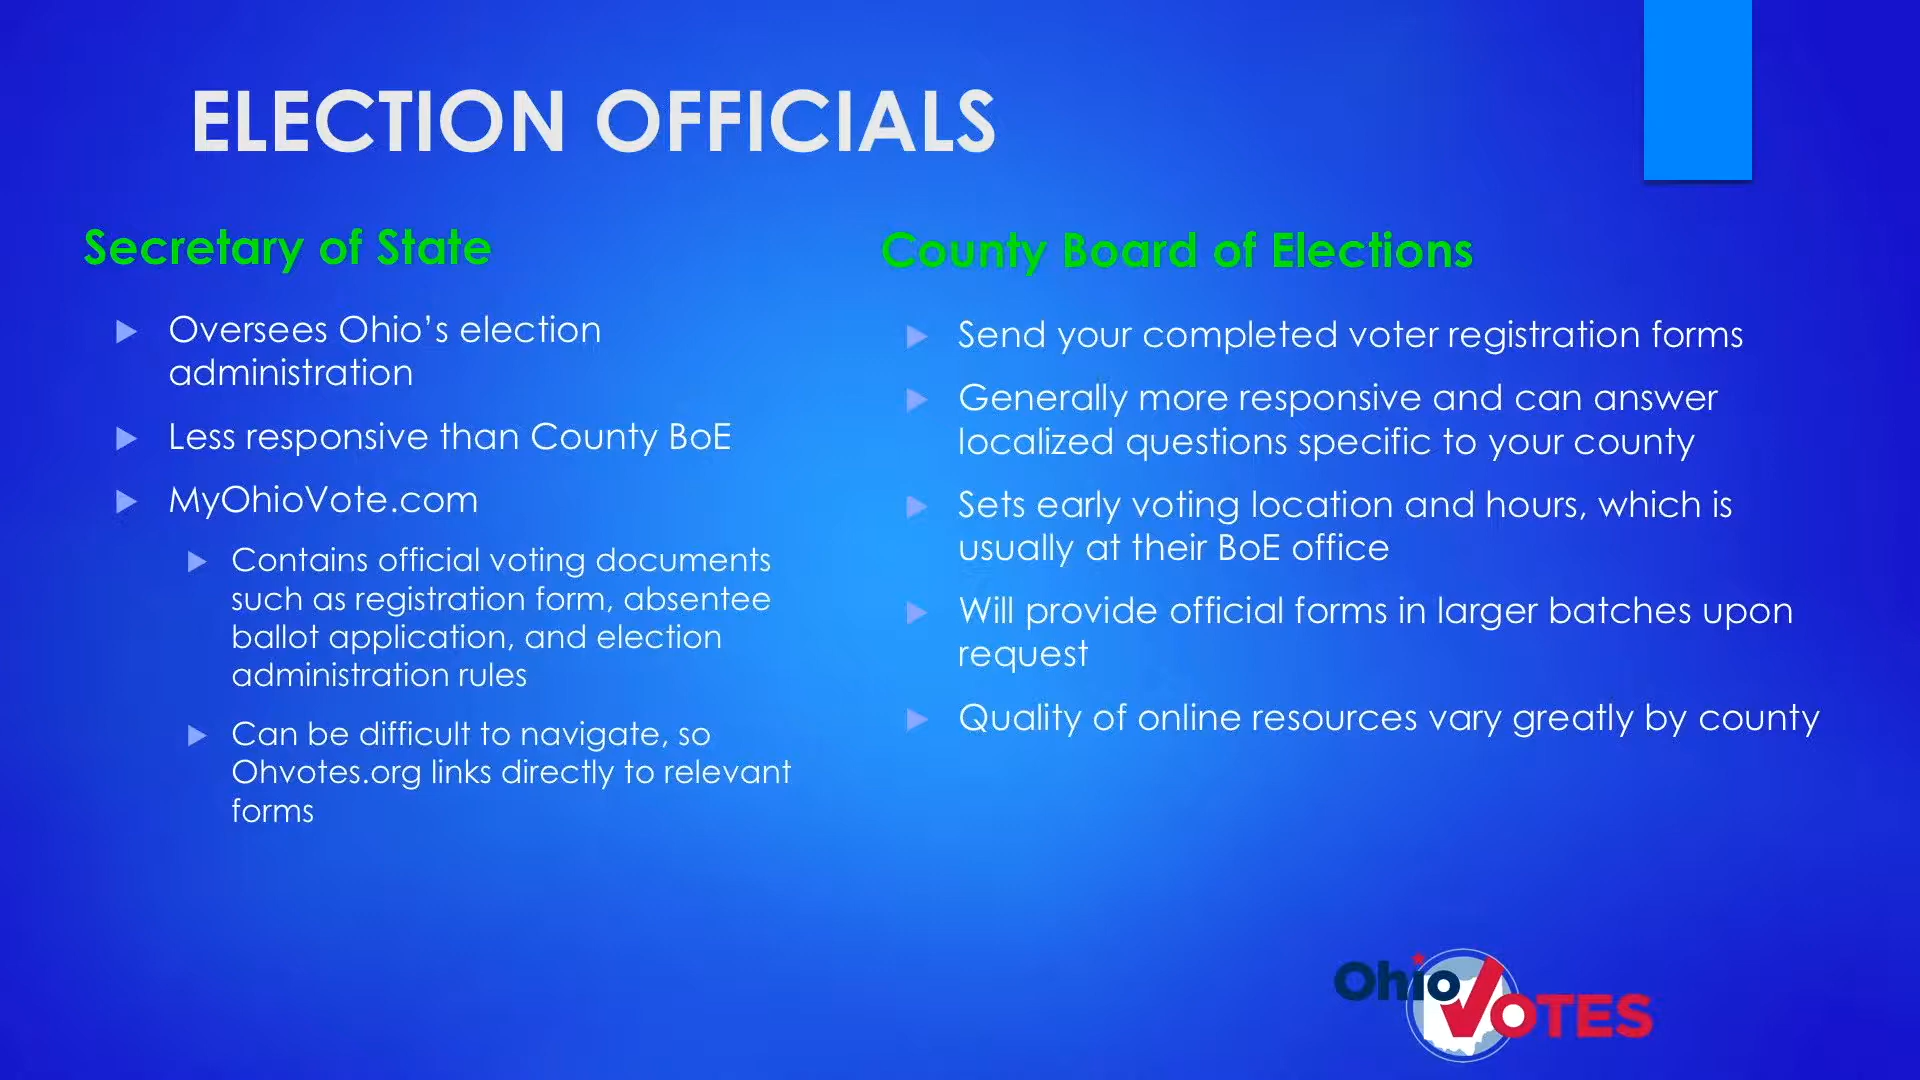 ELECTION OFFICIALS
Secretary of State
Oversees Ohio’s election
administration
Less responsive than County BoE
MyOhioVote.com
Contains official voting documents
such as registration form, absentee
ballot application, and election
administration rules
Can be difficult to navigate, so
Ohvotes.org links directly to relevant
forms
County Board of Elections
Send your completed voter registration forms
Generally more responsive and can answer
localized questions specific to your county
Sets early voting location and hours, which is
usually at their BoE office
Will provide official forms in larger batches upon
request
Quality of online resources vary greatly by county
Ohio
VOTES